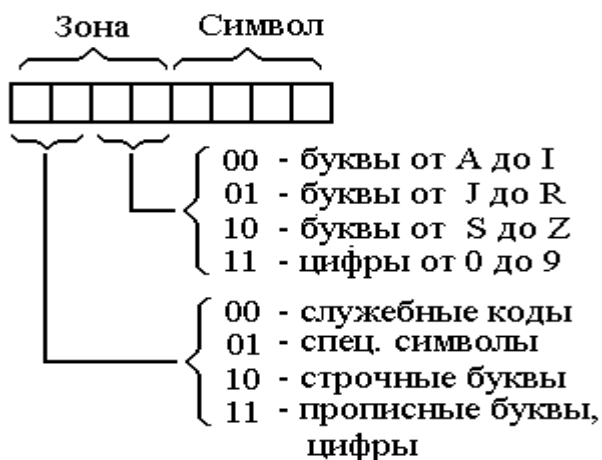 Зона Символ
00 - буквы от A до I
01 - буквы от J до R
10 - буквы от S до Z
11 - цифры от 0 до 9
00 - служебные коды
01 - спец. символы
10 - строчные буквы
11 - прописные буквы,
цифры